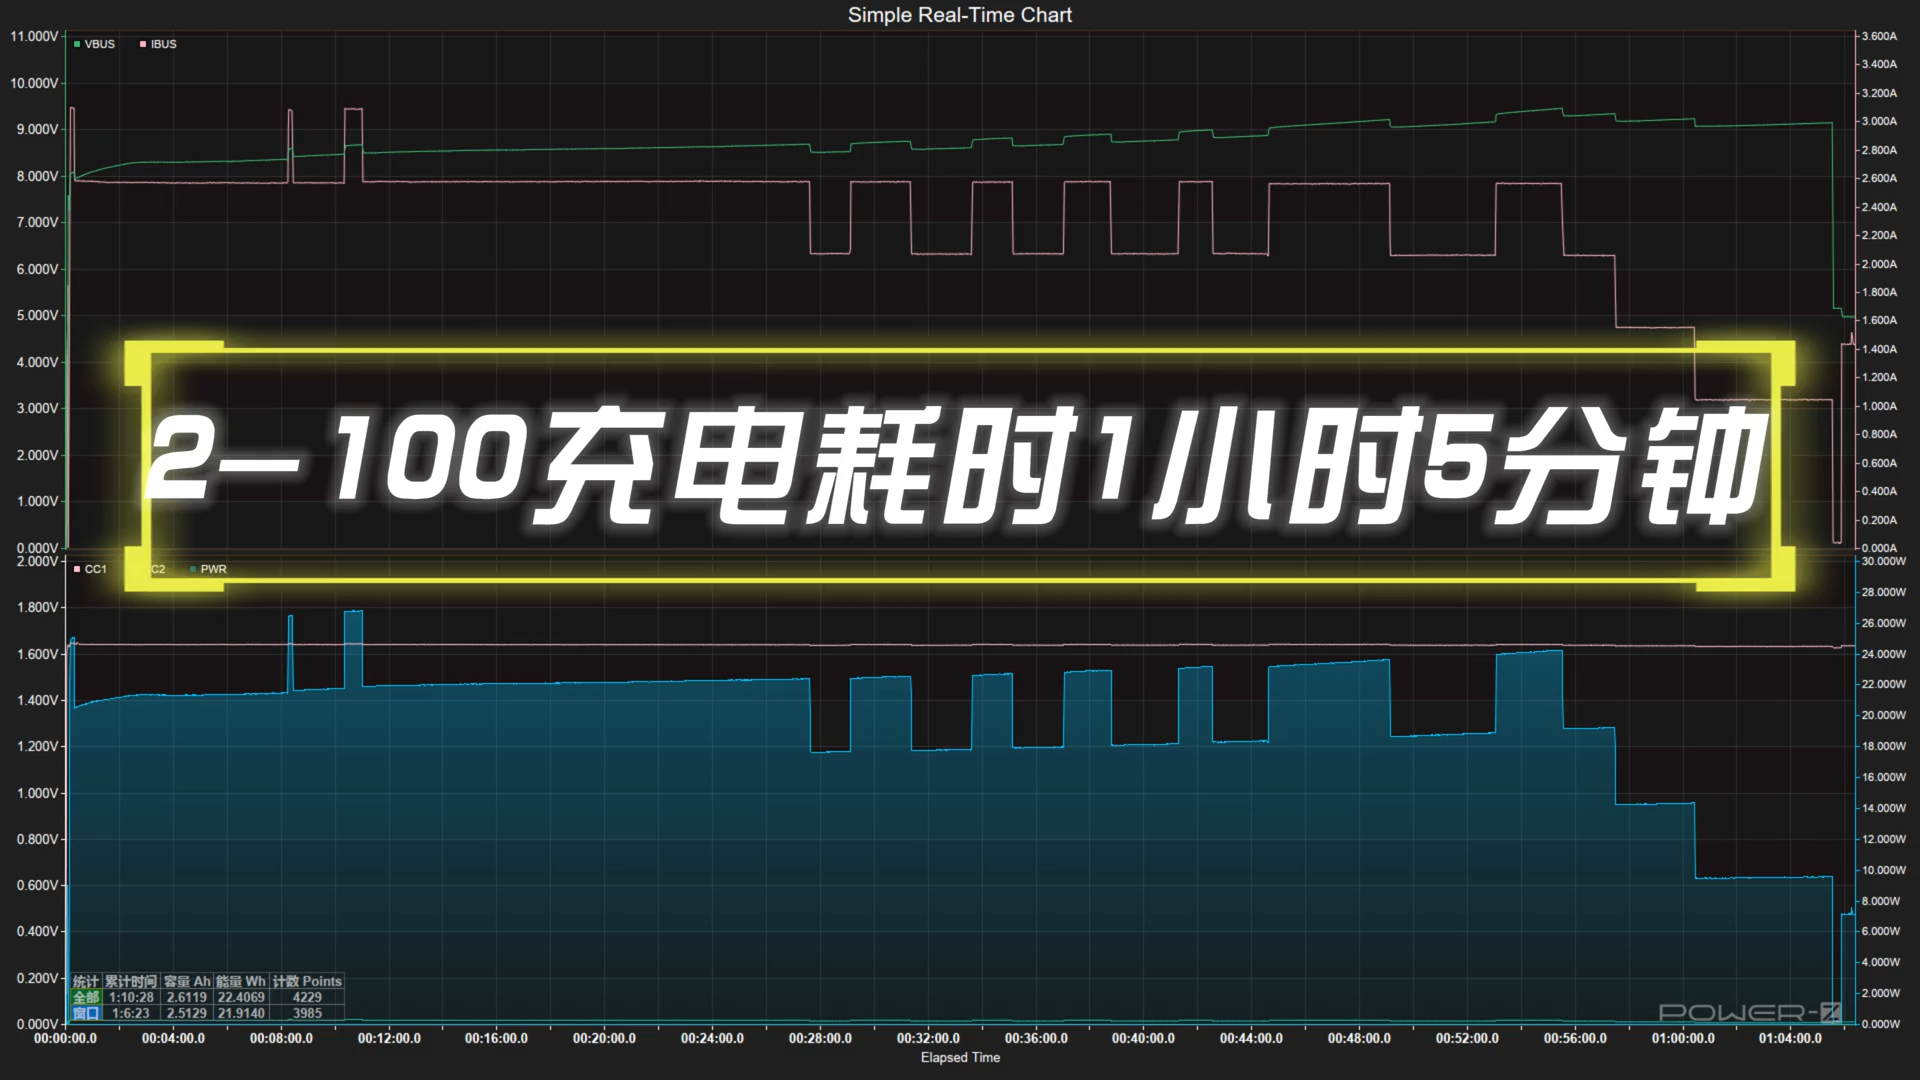 Simple Real-Time Chart
VBUS IBUS
11.000V
10.000V
9.000V
8.000V
7.000V
6.000V
5.000V
4.000V
3.000V
2.000V
1.000V
0.000V
3.600A
3.400A
3.200A
3.000A
2.800A
2.600A
2.400A
2.200A
2.000A
1.800A
1.600A
1.400A
1.200A
1.000A
0.800A
0.600A
0.400A
0.200A
0.000A
2—100充电耗时1小时5分钟
CC1 C2 PWR
2.000V
1.800V
1.600V
1.400V
1.200V
1.000V
0.800V
0.600V
0.400V
0.200V
0.000V
30.000W
28.000W
26.000W
24.000W
22.000W
20.000W
18.000W
16.000W
14.000W
12.000W
10.000W
8.000W
6.000W
4.000W
2.000W
0.000W
统计 累计时间 容量 Ah 能量 Wh 计数 Points
全部 1:10:28 2.6119 22.4069 4229
窗口 1:6:23 2.5129 21.9140 3985
POWER-Z
00:00:00.0 00:04:00.0 00:08:00.0 00:12:00.0 00:16:00.0 00:20:00.0 00:24:00.0 00:28:00.0 00:32:00.0 00:36:00.0 00:40:00.0 00:44:00.0 00:48:00.0 00:52:00.0 00:56:00.0 01:00:00.0 01:04:00.0
Elapsed Time